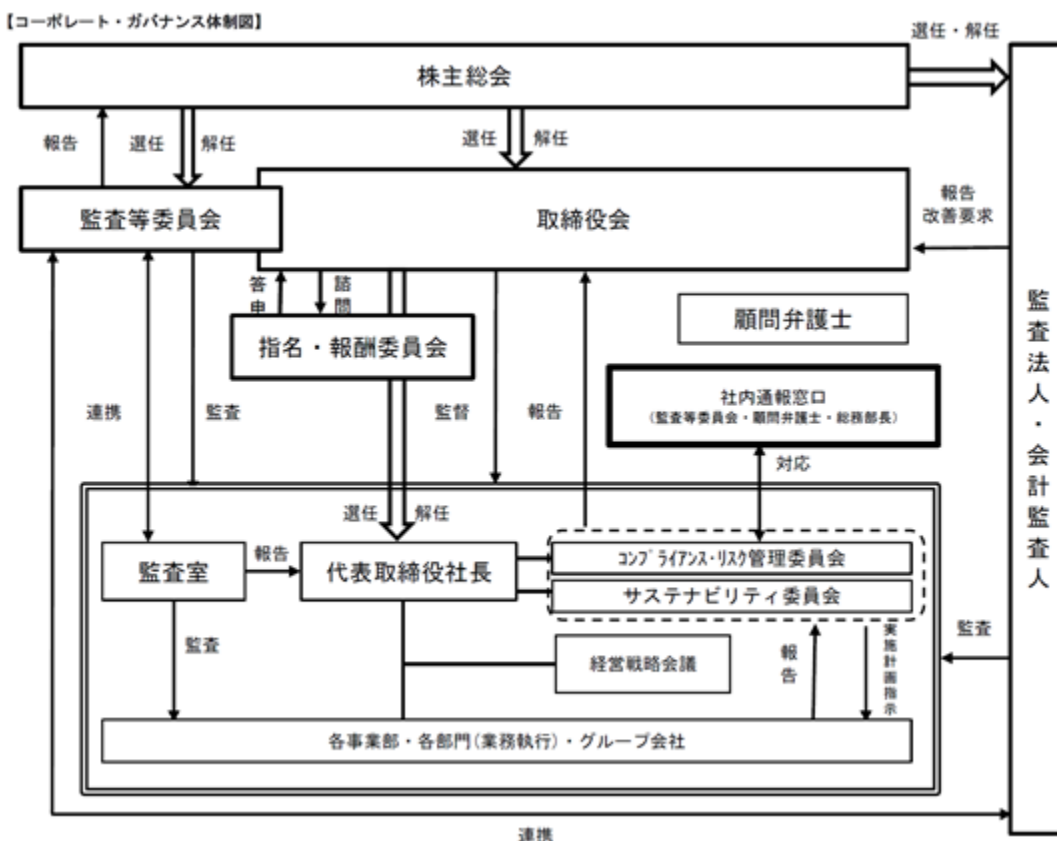 【コーポレート・ガバナンス体制図】
選任・解任
株主総会
報告
選任
解任
選任
解任
監査等委員会
取締役会
報告
改善要求
答申
諮問
顧問弁護士
指名・報酬委員会
監査法人・会計監査人
社内通報窓口
(監査等委員会・顧問弁護士・総務部長)
連携
監査
監督
報告
対応
選任
解任
監査室
報告
代表取締役社長
コンプライアンス・リスク管理委員会
サステナビリティ委員会
監査
経営戦略会議
報告
実施計画指示
監査
各事業部・各部門(業務執行)・グループ会社
連携